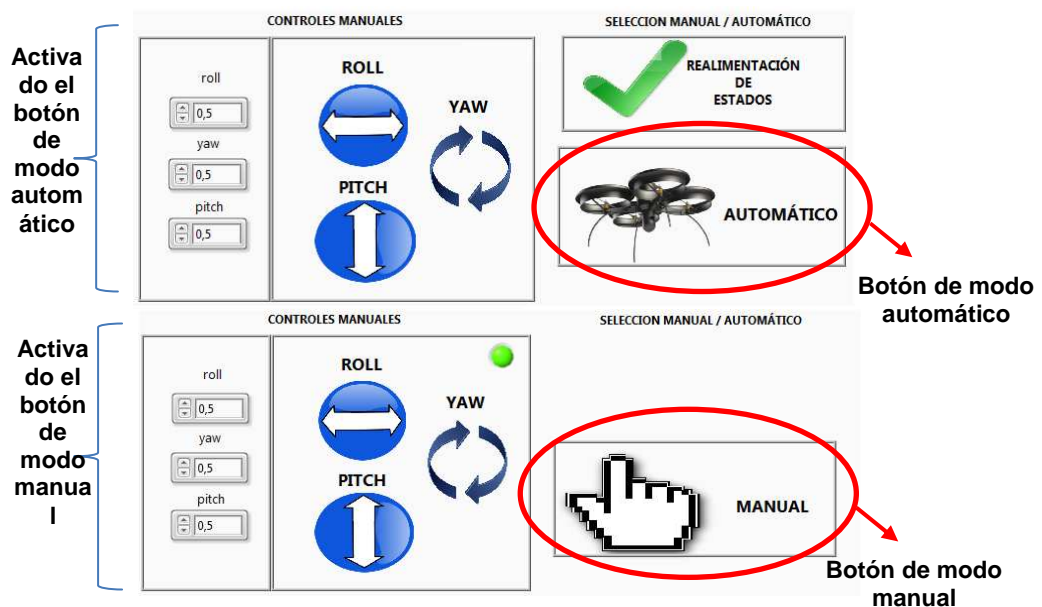 CONTROLES MANUALES
SELECCION MANUAL / AUTOMÁTICO
Activa
do el
botón
de
modo
autom
ático
roll
0,5
yaw
0,5
pitch
0,5
ROLL
YAW
PITCH
REALIMENTACIÓN
DE
ESTADOS
AUTOMÁTICO
Botón de modo
automático
CONTROLES MANUALES
SELECCION MANUAL / AUTOMÁTICO
Activa
do el
botón
de
modo
manua
l
roll
0,5
yaw
0,5
pitch
0,5
ROLL
YAW
PITCH
MANUAL
Botón de modo
manual